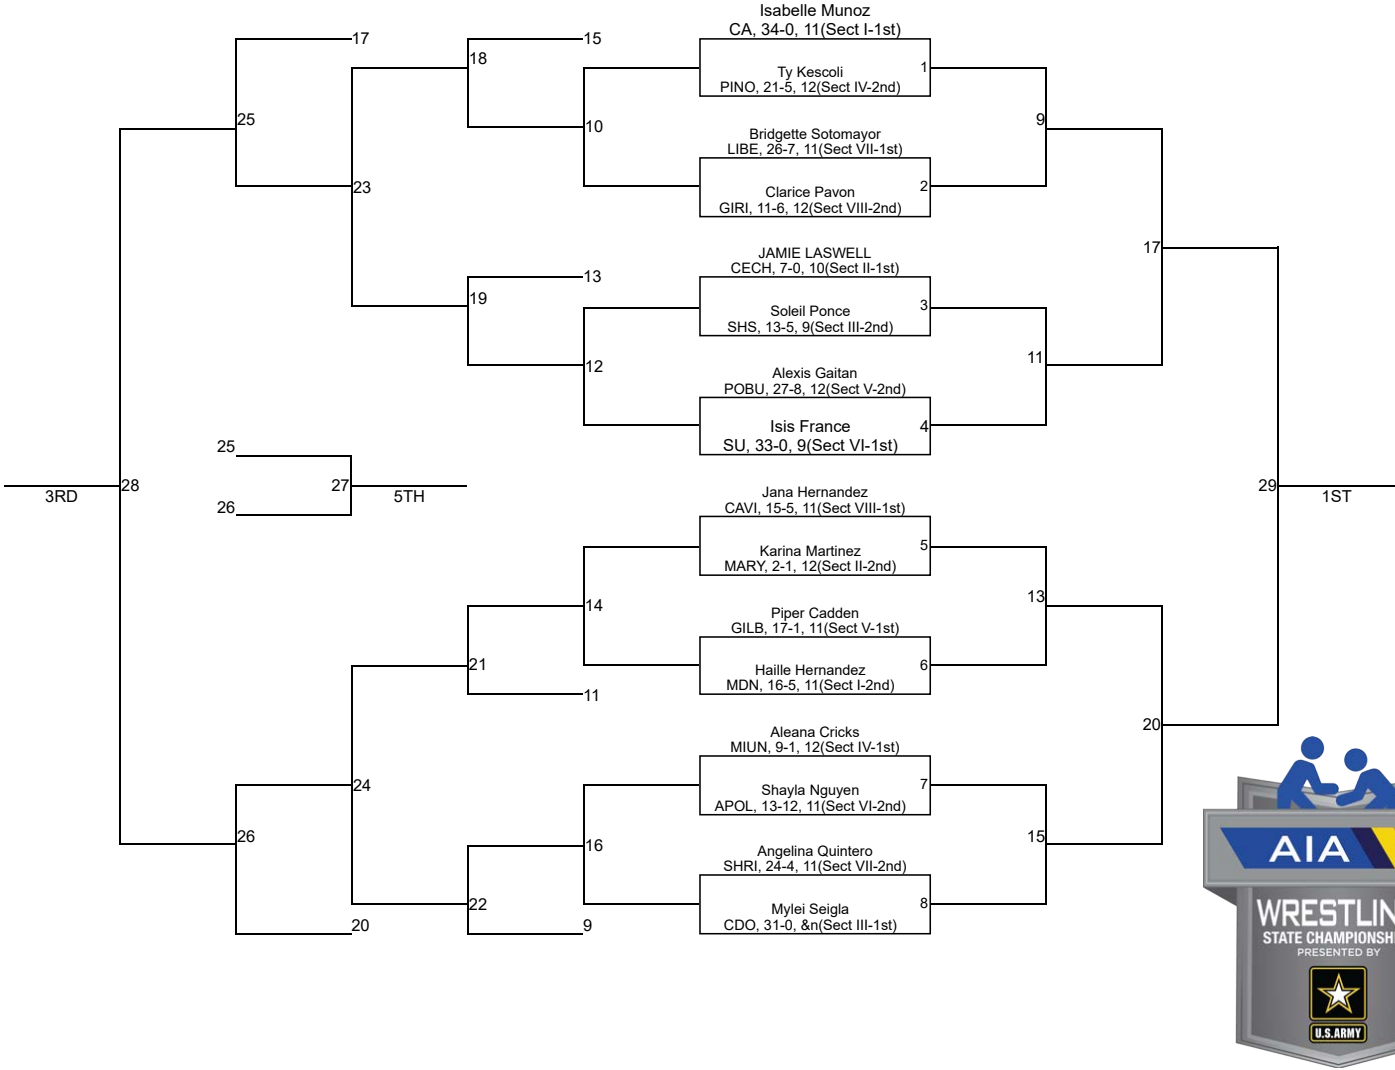 Isabelle Munoz
CA, 34-0, 11(Sect I-1st)
17
15
18
Ty Kescoli
1
PINO, 21-5, 12(Sect IV-2nd)
25
10
9
Bridgette Sotomayor
LIBE, 26-7, 11(Sect VII-1st)
23
Clarice Pavon
2
GIRI, 11-6, 12(Sect VIII-2nd)
17
JAMIE LASWELL
CECH, 7-0, 10(Sect II-1st)
13
19
Soleil Ponce
3
SHS, 13-5, 9(Sect III-2nd)
12
11
Alexis Gaitan
POBU, 27-8, 12(Sect V-2nd)
Isis France
4
SU, 33-0, 9(Sect VI-1st)
25
3RD
28
27
5TH
29
1ST
26
Jana Hernandez
CAVI, 15-5, 11(Sect VIII-1st)
Karina Martinez
5
MARY, 2-1, 12(Sect II-2nd)
14
13
Piper Cadden
GILB, 17-1, 11(Sect V-1st)
21
Haille Hernandez
6
MDN, 16-5, 11(Sect I-2nd)
11
20
Aleana Cricks
MIUN, 9-1, 12(Sect IV-1st)
24
Shayla Nguyen
7
APOL, 13-12, 11(Sect VI-2nd)
26
16
15
Angelina Quintero
SHRI, 24-4, 11(Sect VII-2nd)
22
Mylei Seigla
8
CDO, 31-0, &n(Sect III-1st)
20
9
AIA
WRESTLIN
STATE CHAMPIONSH
PRESENTED BY
U.S.ARMY